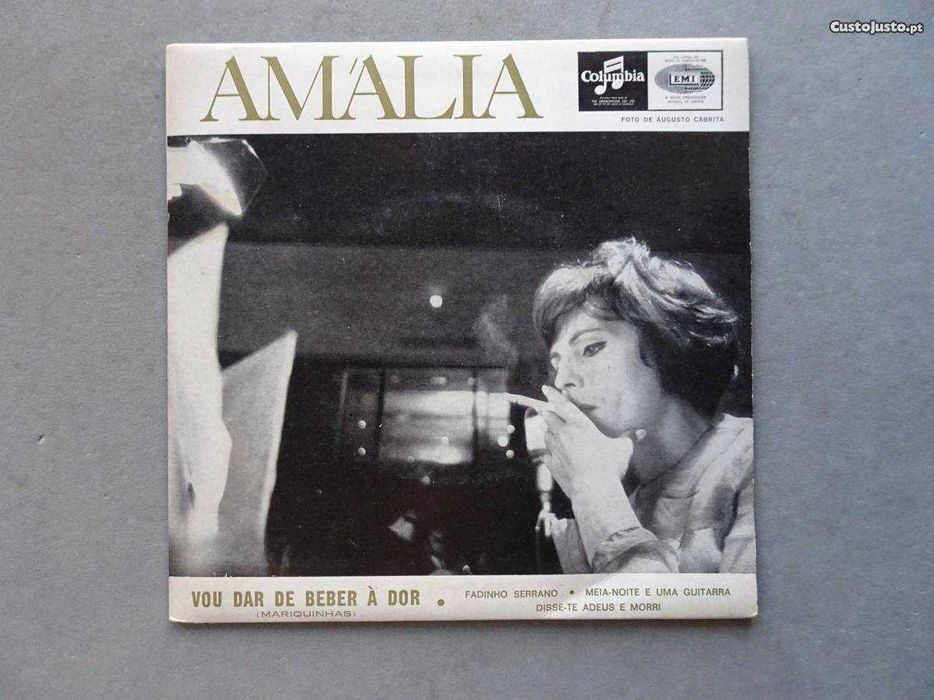 CustoJusto.pt
AMÁLIA
Columbia
EMI
FOTO DE AUGUSTO CABRITA
VOU DAR DE BEBER À DOR •
(MARIQUINHAS)
FADINHO SERRANO • MEIA-NOITE E UMA GUITARRA
DISSE-TE ADEUS E MORRI